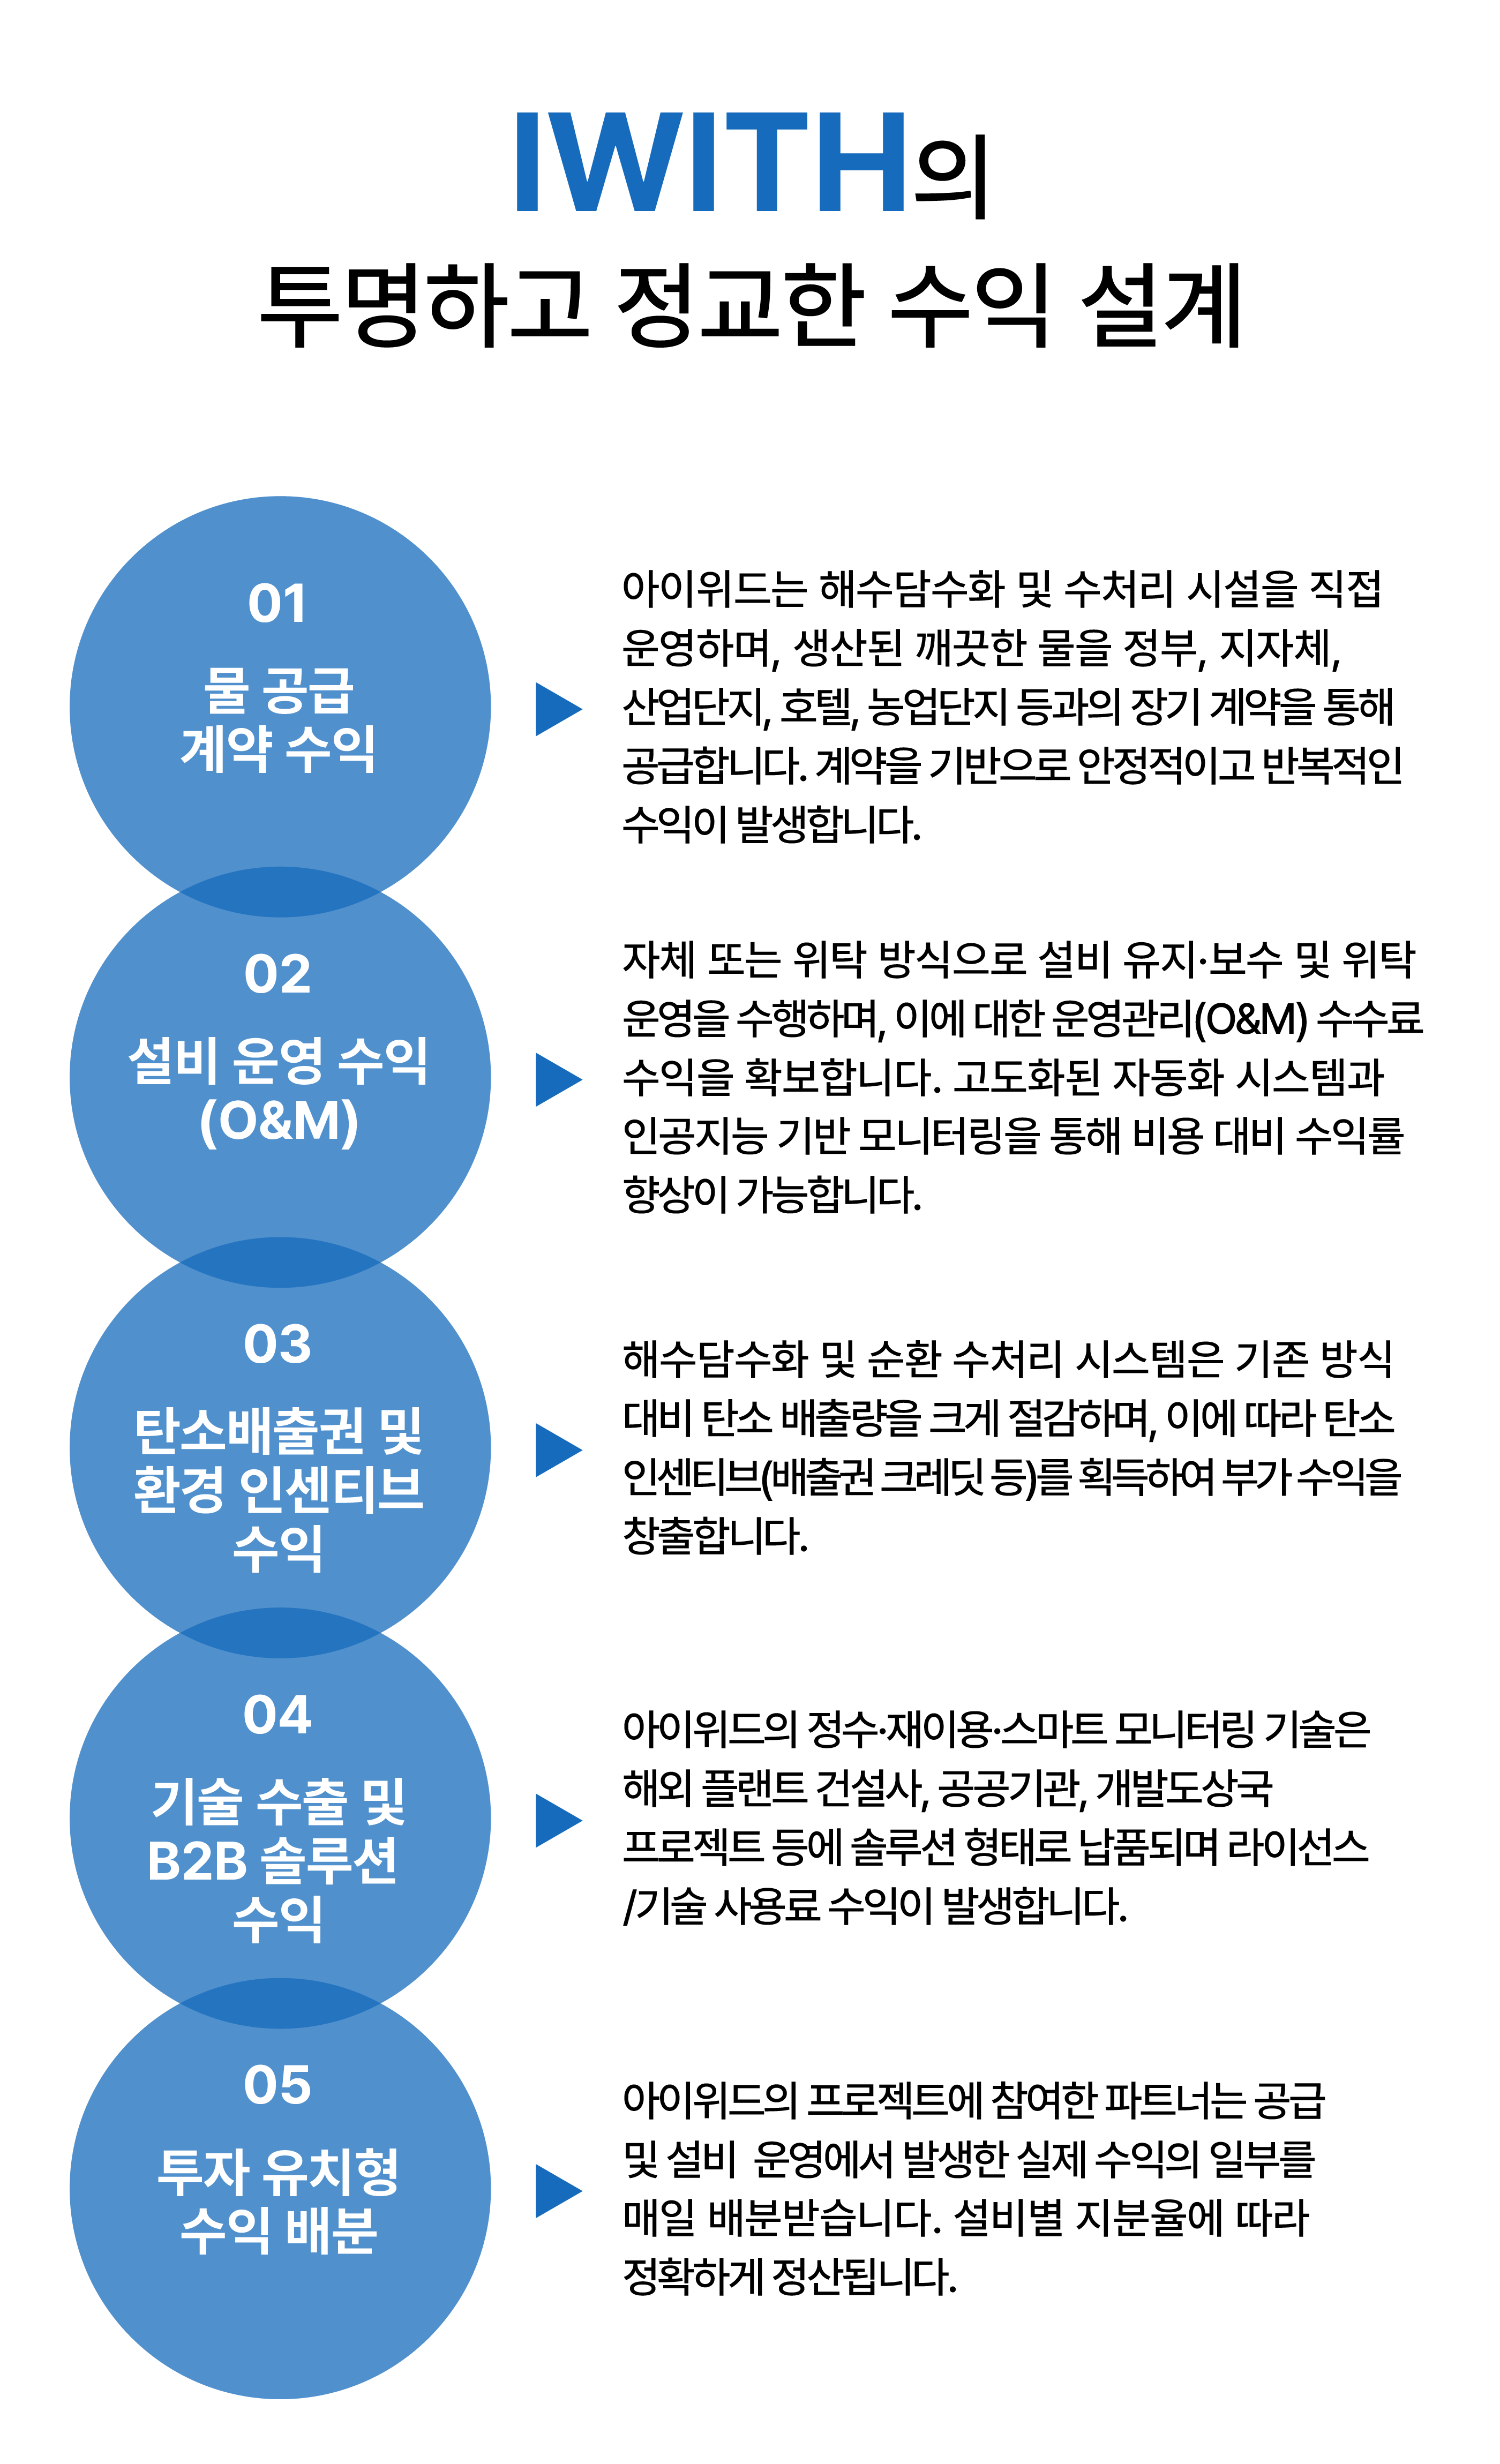 IWITH의
투명하고 정교한 수익 설계
01
물 공급
계약 수익
아이위드는 해수담수화 및 수처리 시설을 직접
운영하며, 생산된 깨끗한 물을 정부, 지자체,
산업단지, 호텔, 농업단지 등과의 장기 계약을 통해
공급합니다. 계약을 기반으로 안정적이고 반복적인
수익이 발생합니다.
02
설비 운영 수익
(O&M)
자체 또는 위탁 방식으로 설비 유지·보수 및 위탁
운영을 수행하며, 이에 대한 운영관리(O&M) 수수료
수익을 확보합니다. 고도화된 자동화 시스템과
인공지능 기반 모니터링을 통해 비용 대비 수익률
향상이 가능합니다.
03
탄소배출권 및
환경 인센티브
수익
해수담수화 및 순환 수처리 시스템은 기존 방식
대비 탄소 배출량을 크게 절감하며, 이에 따라 탄소
인센티브(배출권 크레딧 등)를 획득하여 부가 수익을
창출합니다.
04
기술 수출 및
B2B 솔루션
수익
아이위드의 정수·재이용·스마트 모니터링 기술은
해외 플랜트 건설사, 공공기관, 개발도상국
프로젝트 등에 솔루션 형태로 납품되며 라이선스
/기술 사용료 수익이 발생합니다.
05
투자 유치형
수익 배분
아이위드의 프로젝트에 참여한 파트너는 공급
및 설비 운영에서 발생한 실제 수익의 일부를
매일 배분받습니다. 설비별 지분율에 따라
정확하게 정산됩니다.